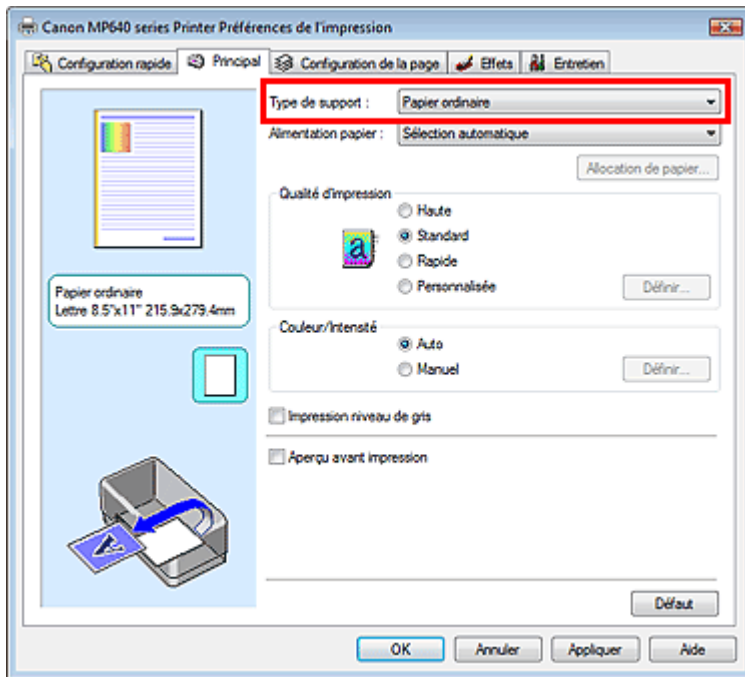 Canon MP640 series Printer Préférences de l'impression
Configuration rapide Principal Configuration de la page Effets Entretien
Type de support : Papier ordinaire
Alimentation papier : Sélection automatique
Allocation de papier...
Qualité d'impression
Haute
a Standard
Rapide
Personnalisée Définir...
Papier ordinaire
Lettre 8.5"x11" 215.9x279.4mm
Couleur/Intensité
Auto
Manuel Définir...
Impression niveau de gris
Aperçu avant impression
A
Défaut
OK Annuler Appliquer Aide